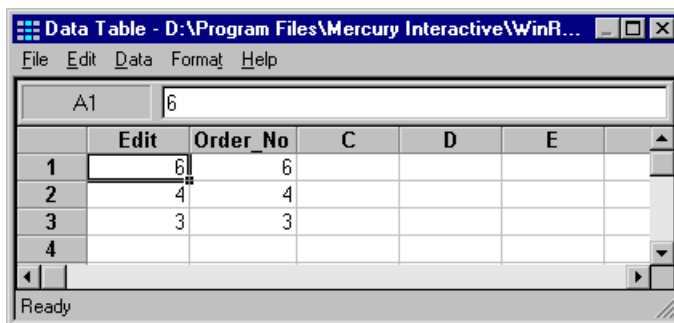 Data Table - D:\Program Files\Mercury Interactive\WinR...
File Edit Data Format Help
A1 6
Edit Order_No C D E
1 6 6
2 4 4
3 3 3
4
Ready